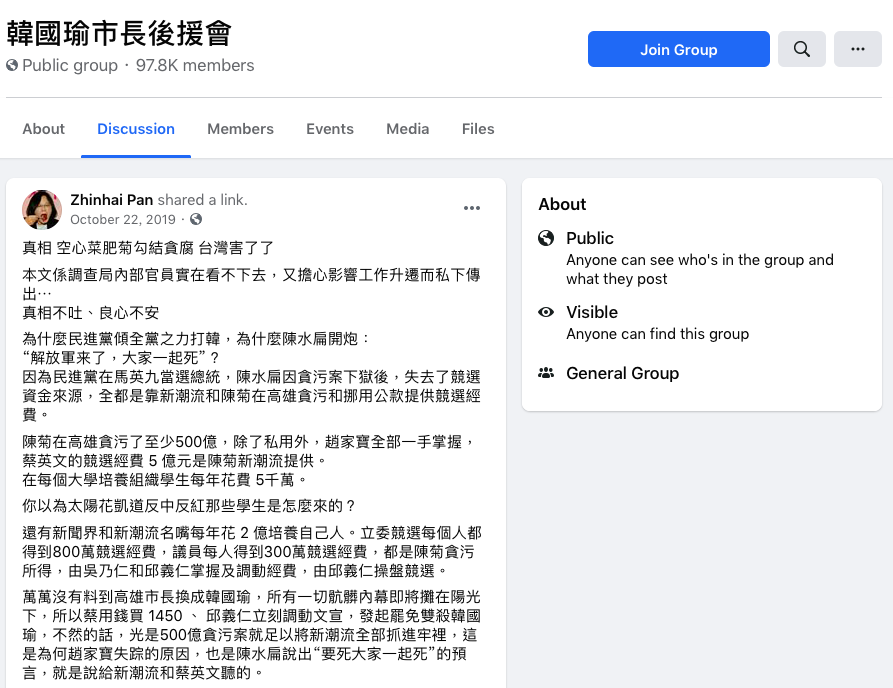 韓國瑜市長後援會
Public group · 97.8K members
Join Group
About
Discussion
Members
Events
Media
Files
Zhinhai Pan shared a link.
October 22, 2019 ·
真相 空心菜肥菊勾結貪腐 台灣害了了
本文係調查局內部官員實在看不下去，又擔心影響工作升遷而私下傳
出⋯
真相不吐、良心不安
為什麼民進黨傾全黨之力打韓，為什麼陳水扁開炮：
“解放軍来了，大家一起死”？
因為民進黨在馬英九當選總統，陳水扁因貪污案下獄後，失去了競選
資金來源，全都是靠新潮流和陳菊在高雄貪污和挪用公款提供競選經
費。
陳菊在高雄貪污了至少500億，除了私用外，趙家寶全部一手掌握，
蔡英文的競選經費 5 億元是陳菊新潮流提供。
在每個大學培養組織學生每年花費 5千萬。
你以為太陽花凱道反中反紅那些學生是怎麼來的？
還有新聞界和新潮流名嘴每年花 2 億培養自己人。立委競選每個人都
得到800萬競選經費，議員每人得到300萬競選經費，都是陳菊貪污
所得，由吳乃仁和邱義仁掌握及調動經費，由邱義仁操盤競選。
萬萬沒有料到高雄市長換成韓國瑜，所有一切骯髒內幕即將攤在陽光
下，所以蔡用錢買 1450 、 邱義仁立刻調動文宣，發起罷免雙殺韓國
瑜，不然的話，光是500億貪污案就足以將新潮流全部抓進牢裡，這
是為何趙家寶失踪的原因，也是陳水扁說出“要死大家一起死”的預
言，就是說給新潮流和蔡英文聽的。
About
Public
Anyone can see who's in the group and
what they post
Visible
Anyone can find this group
General Group